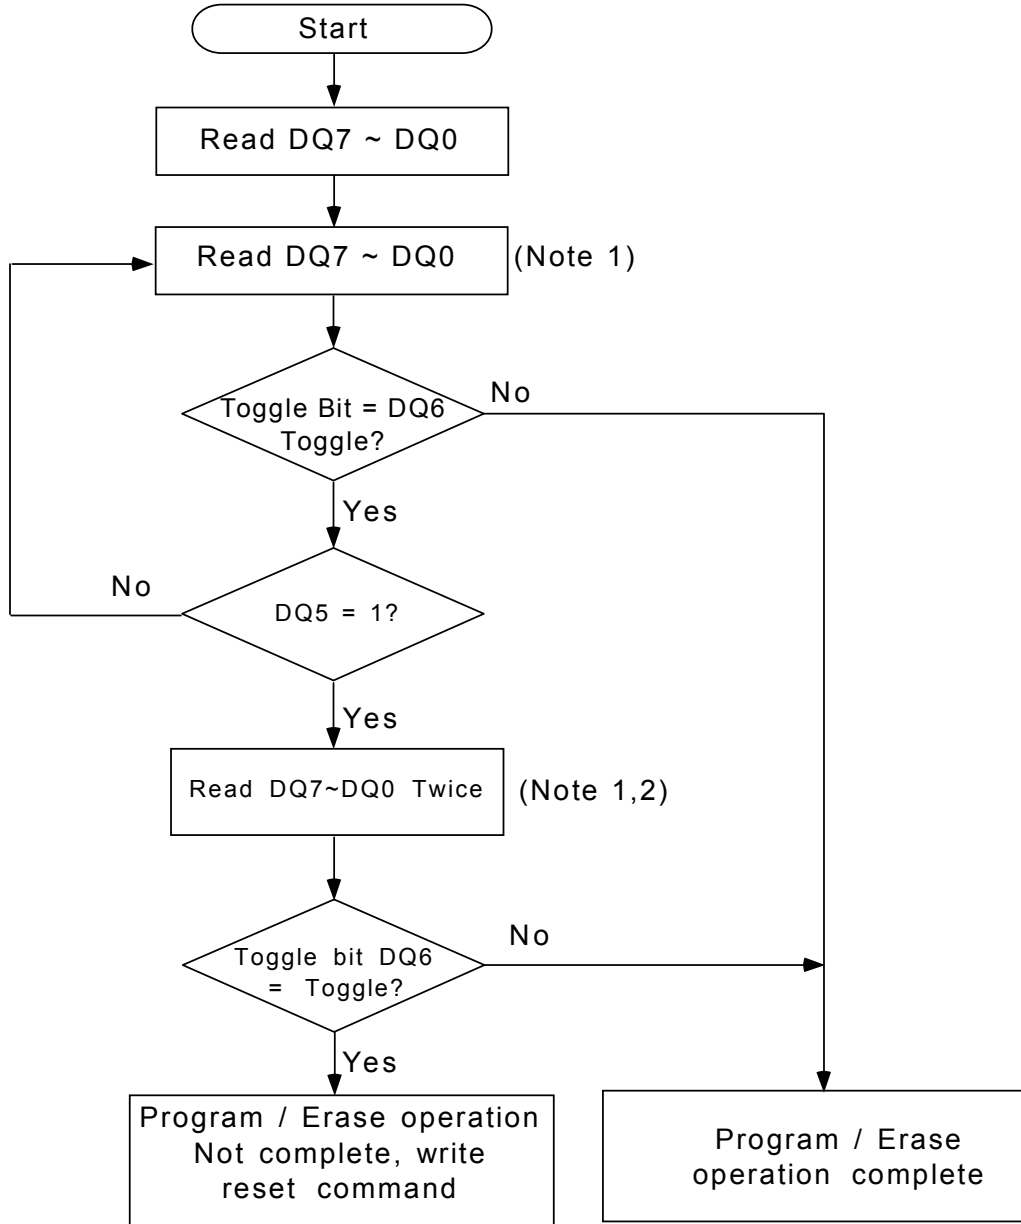 Start
Read DQ7 ~ DQ0
Read DQ7 ~ DQ0 (Note 1)
Toggle Bit = DQ6
Toggle?
No
Yes
No
DQ5 = 1?
Yes
Read DQ7~DQ0 Twice (Note 1,2)
Toggle bit DQ6
= Toggle?
No
Yes
Program / Erase operation
Not complete, write
reset command
Program / Erase
operation complete